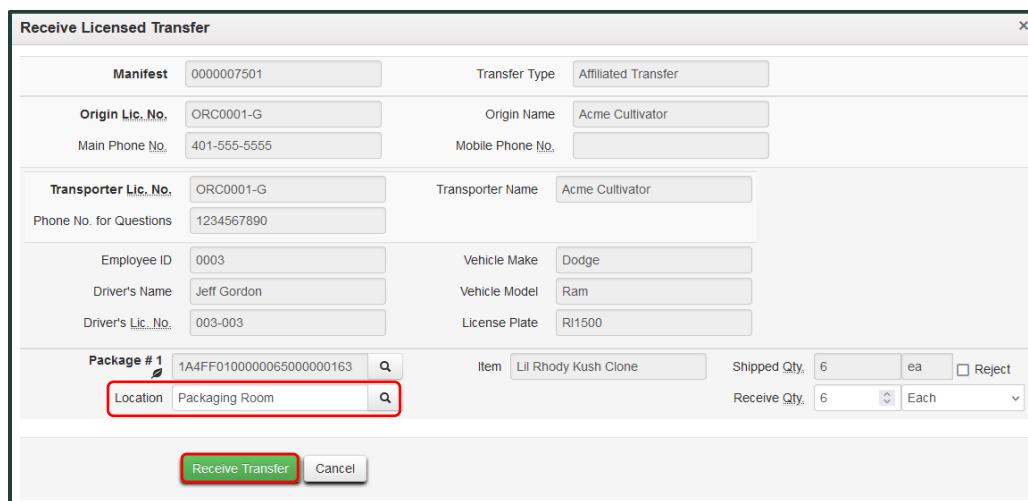 Receive Licensed Transfer ×
Manifest 0000007501 Transfer Type Affiliated Transfer
Origin Lic. No. ORC0001-G Origin Name Acme Cultivator
Main Phone No. 401-555-5555 Mobile Phone No.
Transporter Lic. No. ORC0001-G Transporter Name Acme Cultivator
Phone No. for Questions 1234567890
Employee ID 0003 Vehicle Make Dodge
Driver's Name Jeff Gordon Vehicle Model Ram
Driver's Lic. No. 003-003 License Plate RI1500
Package # 1 1A4FF0100000065000000163 Item Lil Rhody Kush Clone Shipped Qty. 6 ea Reject
Location Packaging Room Receive Qty. 6 Each
Receive Transfer Cancel